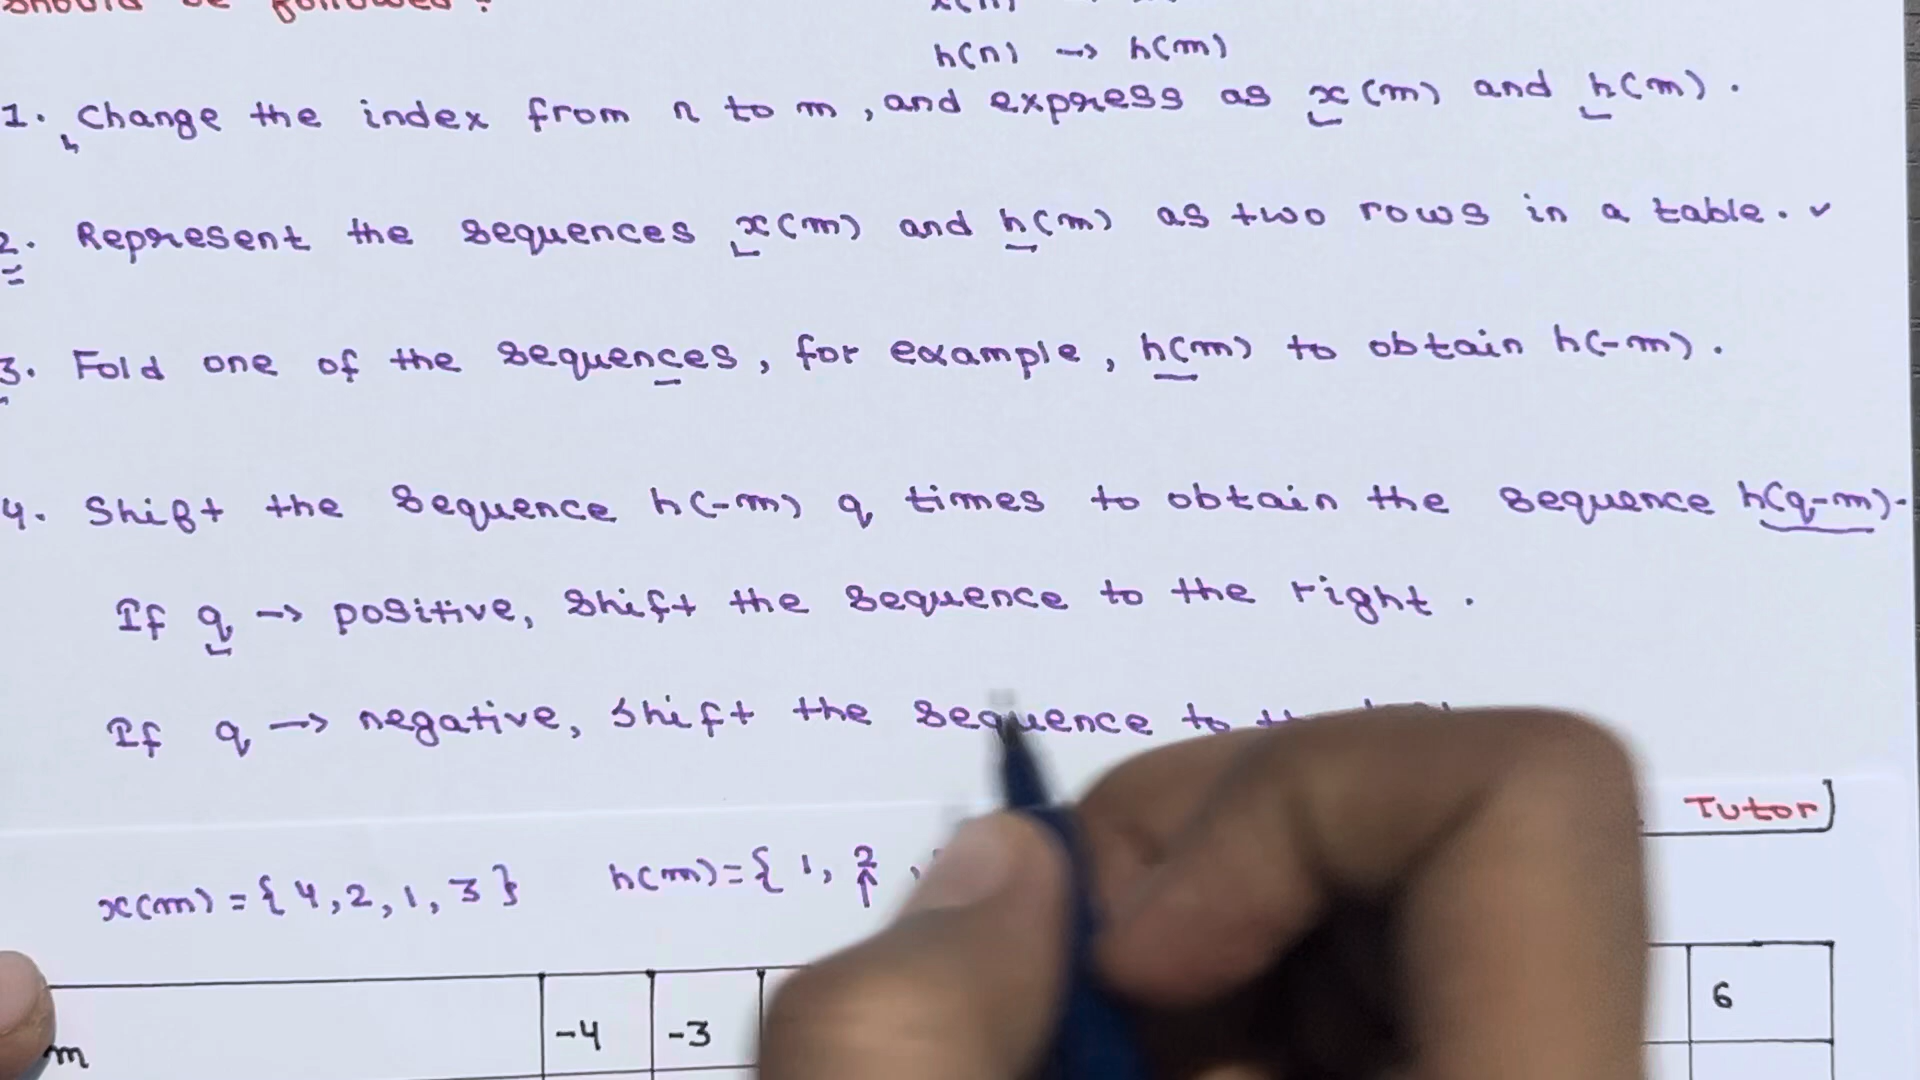 should be followed:
h(n) → h(m)
1. Change the index from n to m, and express as x(m) and h(m).
2. Represent the sequences x(m) and h(m) as two rows in a table. ✓
3. Fold one of the sequences, for example, h(m) to obtain h(-m).
4. Shift the sequence h(-m) q times to obtain the sequence h(q-m).
If q → positive, shift the sequence to the right.
If q → negative, shift the sequence to
Tutor
x(m) = {4, 2, 1, 3} h(m) = { 1, 2 ,
↑
m -4 -3 6